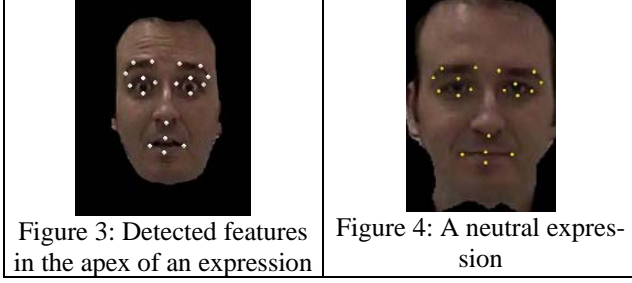 Figure 3: Detected features
in the apex of an expression
Figure 4: A neutral expres-
sion